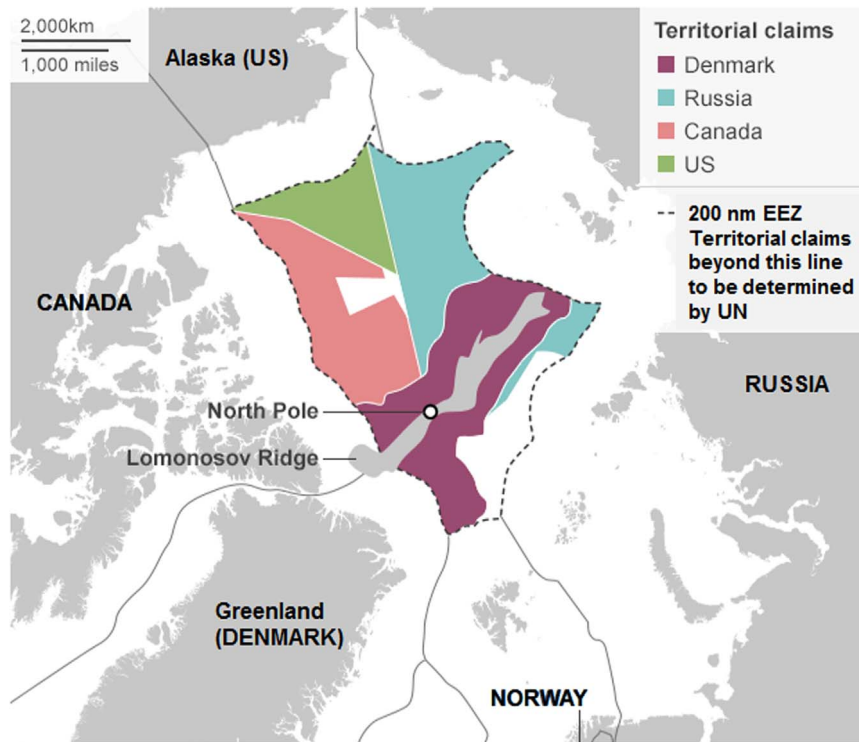 2,000km
1,000 miles
Alaska (US)
Territorial claims
Denmark
Russia
Canada
US
200 nm EEZ
Territorial claims
beyond this line
to be determined
by UN
CANADA
RUSSIA
North Pole
Lomonosov Ridge
Greenland
(DENMARK)
NORWAY